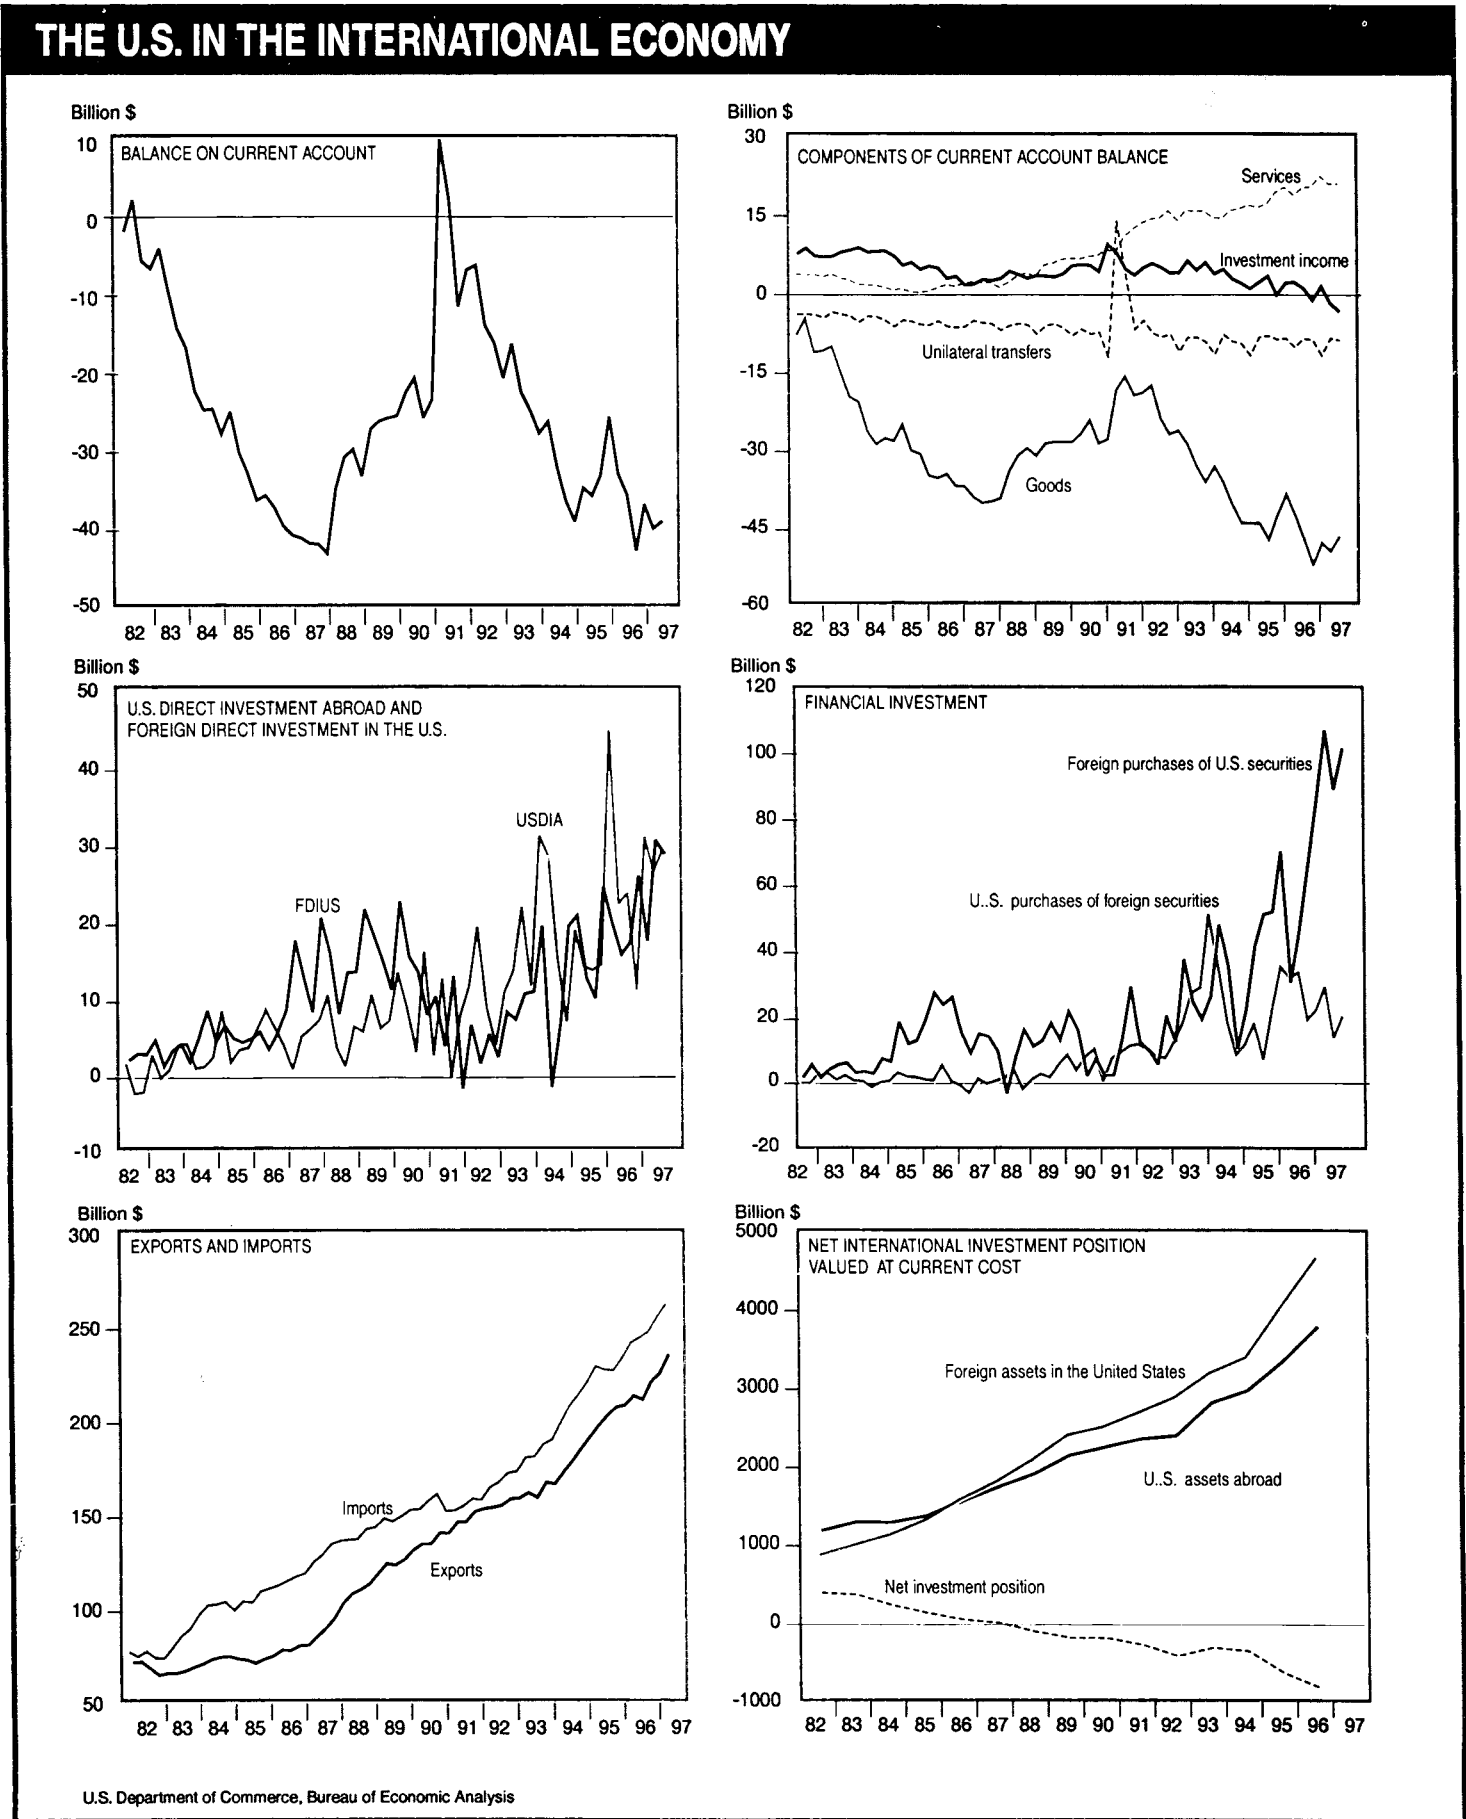 THE U.S. IN THE INTERNATIONAL ECONOMY
Billion $
10
0
-10
-20
-30
-40
-50
BALANCE ON CURRENT ACCOUNT
82 83 84 85 86 87 88 89 90 91 92 93 94 95 96 97
Billion $
30
15
0
-15
-30
-45
-60
COMPONENTS OF CURRENT ACCOUNT BALANCE
Services
Investment income
Unilateral transfers
Goods
82 83 84 85 86 87 88 89 90 91 92 93 94 95 96 97
Billion $
50
40
30
20
10
0
-10
U.S. DIRECT INVESTMENT ABROAD AND
FOREIGN DIRECT INVESTMENT IN THE U.S.
USDIA
FDIUS
82 83 84 85 86 87 88 89 90 91 92 93 94 95 96 97
Billion $
120
100
80
60
40
20
0
-20
FINANCIAL INVESTMENT
Foreign purchases of U.S. securities
U..S. purchases of foreign securities
82 83 84 85 86 87 88 89 90 91 92 93 94 95 96 97
Billion $
300
250
200
150
100
50
EXPORTS AND IMPORTS
Imports
Exports
82 83 84 85 86 87 88 89 90 91 92 93 94 95 96 97
Billion $
5000
4000
3000
2000
1000
0
-1000
NET INTERNATIONAL INVESTMENT POSITION
VALUED AT CURRENT COST
Foreign assets in the United States
U..S. assets abroad
Net investment position
82 83 84 85 86 87 88 89 90 91 92 93 94 95 96 97
U.S. Department of Commerce, Bureau of Economic Analysis